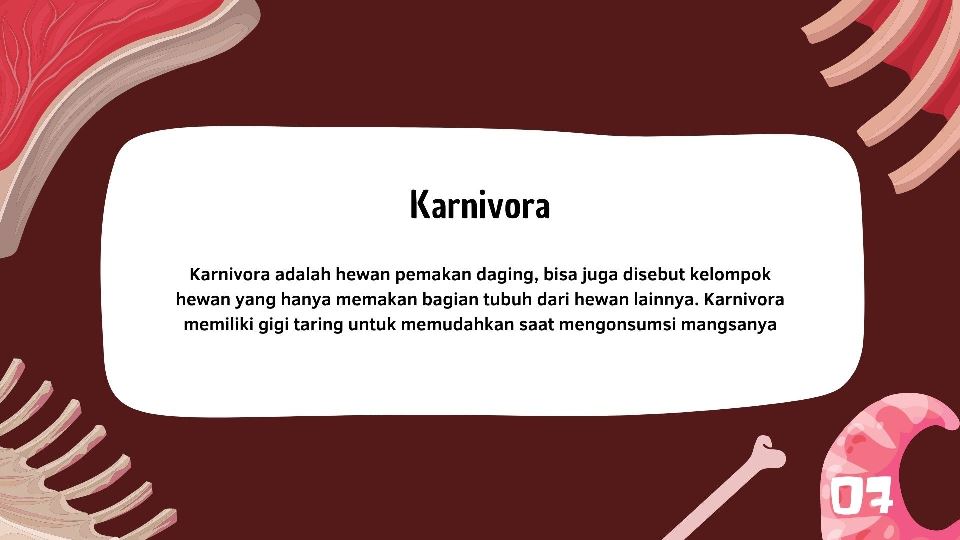 Karnivora
Karnivora adalah hewan pemakan daging, bisa juga disebut kelompok
hewan yang hanya memakan bagian tubuh dari hewan lainnya. Karnivora
memiliki gigi taring untuk memudahkan saat mengonsumsi mangsanya
07